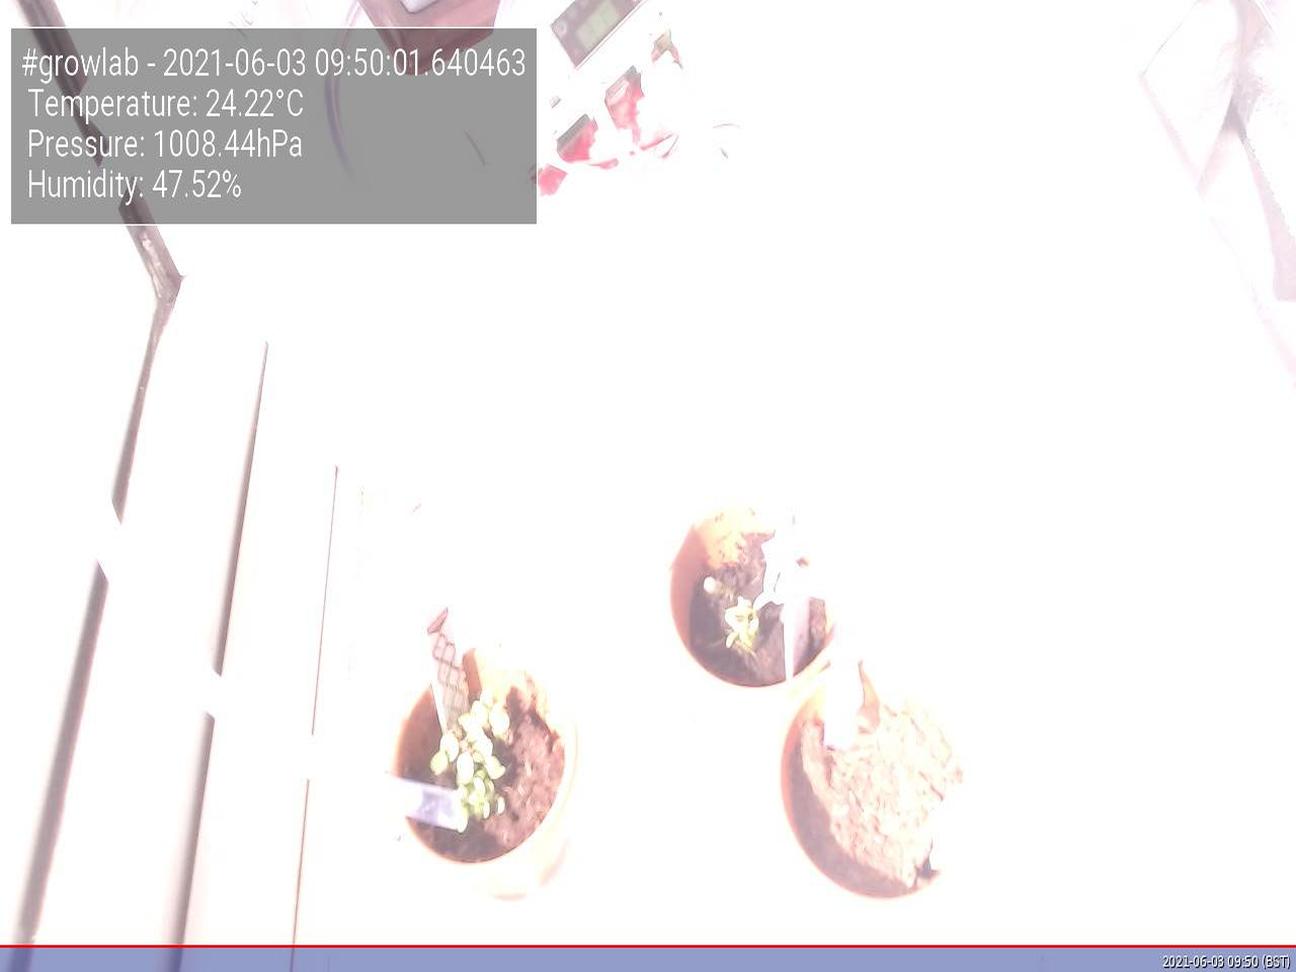 #growlab - 2021-06-03 09:50:01.640463
Temperature: 24.22°C
Pressure: 1008.44hPa
Humidity: 47.52%
2021-06-03 09:50 (BST)